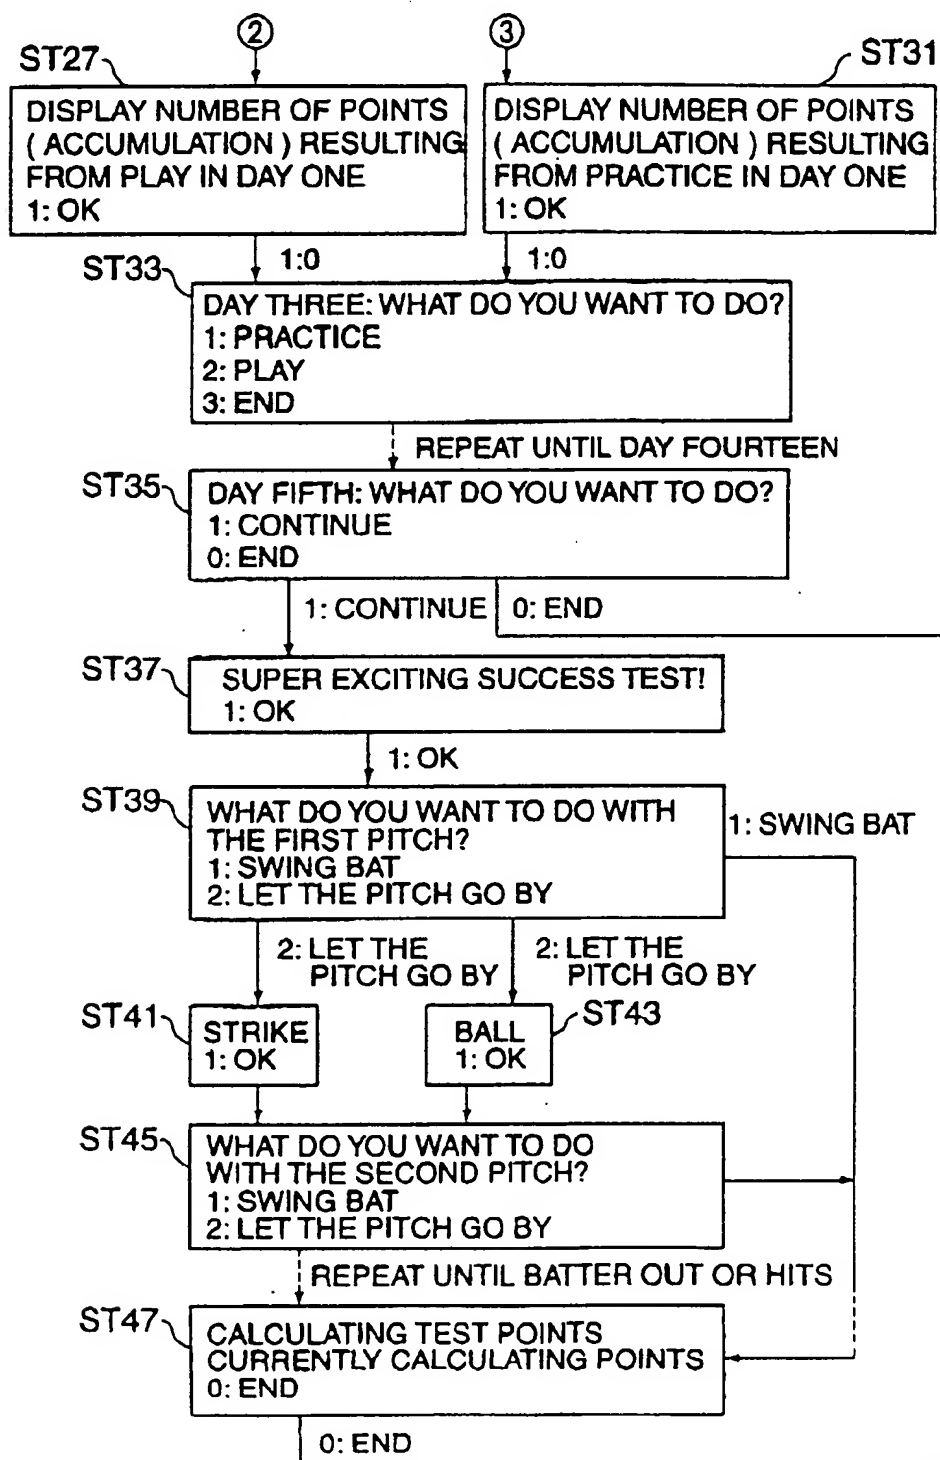 2
3
ST27
ST31
DISPLAY NUMBER OF POINTS
( ACCUMULATION ) RESULTING
FROM PLAY IN DAY ONE
1: OK
DISPLAY NUMBER OF POINTS
( ACCUMULATION ) RESULTING
FROM PRACTICE IN DAY ONE
1: OK
1:0
1:0
ST33
DAY THREE: WHAT DO YOU WANT TO DO?
1: PRACTICE
2: PLAY
3: END
REPEAT UNTIL DAY FOURTEEN
ST35
DAY FIFTH: WHAT DO YOU WANT TO DO?
1: CONTINUE
0: END
1: CONTINUE
0: END
ST37
SUPER EXCITING SUCCESS TEST!
1: OK
1: OK
ST39
WHAT DO YOU WANT TO DO WITH
THE FIRST PITCH?
1: SWING BAT
2: LET THE PITCH GO BY
1: SWING BAT
2: LET THE
PITCH GO BY
2: LET THE
PITCH GO BY
ST41
STRIKE
1: OK
BALL
1: OK
ST43
ST45
WHAT DO YOU WANT TO DO
WITH THE SECOND PITCH?
1: SWING BAT
2: LET THE PITCH GO BY
REPEAT UNTIL BATTER OUT OR HITS
ST47
CALCULATING TEST POINTS
CURRENTLY CALCULATING POINTS
0: END
0: END